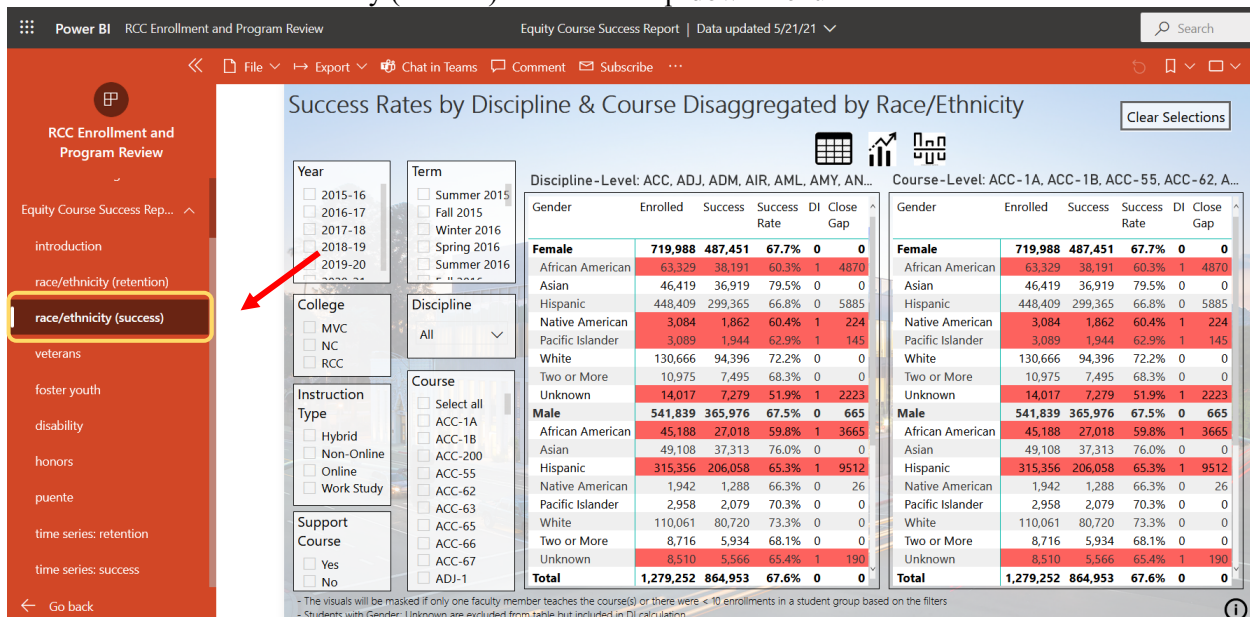 Power BI RCC Enrollment and Program Review Equity Course Success Report | Data updated 5/21/21 Search
File Export Chat in Teams Comment Subscribe ...
RCC Enrollment and
Program Review
Equity Course Success Rep...
introduction
race/ethnicity (retention)
race/ethnicity (success)
veterans
foster youth
disability
honors
puente
time series: retention
time series: success
Go back
Success Rates by Discipline & Course Disaggregated by Race/Ethnicity
Clear Selections
Year
2015-16
2016-17
2017-18
2018-19
2019-20
2020-21
College
MVC
NC
RCC
Instruction
Type
Hybrid
Non-Online
Online
Work Study
Support
Course
Yes
No
Term
Summer 2015
Fall 2015
Winter 2016
Spring 2016
Summer 2016
Fall 2016
Discipline
All
Course
Select all
ACC-1A
ACC-1B
ACC-200
ACC-55
ACC-62
ACC-63
ACC-65
ACC-66
ACC-67
ADJ-1
Discipline-Level: ACC, ADJ, ADM, AIR, AML, AMY, AN...
Gender Enrolled Success Success Rate DI Close Gap
Female 719,988 487,451 67.7% 0 0
African American 63,329 38,191 60.3% 1 4870
Asian 46,419 36,919 79.5% 0 0
Hispanic 448,409 299,365 66.8% 0 5885
Native American 3,084 1,862 60.4% 1 224
Pacific Islander 3,089 1,944 62.9% 1 145
White 130,666 94,396 72.2% 0 0
Two or More 10,975 7,495 68.3% 0 0
Unknown 14,017 7,279 51.9% 1 2223
Male 541,839 365,976 67.5% 0 665
African American 45,188 27,018 59.8% 1 3665
Asian 49,108 37,313 76.0% 0 0
Hispanic 315,356 206,058 65.3% 1 9512
Native American 1,942 1,288 66.3% 0 26
Pacific Islander 2,958 2,079 70.3% 0 0
White 110,061 80,720 73.3% 0 0
Two or More 8,716 5,934 68.1% 0 0
Unknown 8,510 5,566 65.4% 1 190
Total 1,279,252 864,953 67.6% 0 0
Course-Level: ACC-1A, ACC-1B, ACC-55, ACC-62, A...
Gender Enrolled Success Success Rate DI Close Gap
Female 719,988 487,451 67.7% 0 0
African American 63,329 38,191 60.3% 1 4870
Asian 46,419 36,919 79.5% 0 0
Hispanic 448,409 299,365 66.8% 0 5885
Native American 3,084 1,862 60.4% 1 224
Pacific Islander 3,089 1,944 62.9% 1 145
White 130,666 94,396 72.2% 0 0
Two or More 10,975 7,495 68.3% 0 0
Unknown 14,017 7,279 51.9% 1 2223
Male 541,839 365,976 67.5% 0 665
African American 45,188 27,018 59.8% 1 3665
Asian 49,108 37,313 76.0% 0 0
Hispanic 315,356 206,058 65.3% 1 9512
Native American 1,942 1,288 66.3% 0 26
Pacific Islander 2,958 2,079 70.3% 0 0
White 110,061 80,720 73.3% 0 0
Two or More 8,716 5,934 68.1% 0 0
Unknown 8,510 5,566 65.4% 1 190
Total 1,279,252 864,953 67.6% 0 0
- The visuals will be masked if only one faculty member teaches the course(s) or there were < 10 enrollments in a student group based on the filters
- Students with Gender: Unknown are excluded from table but included in DI calculation